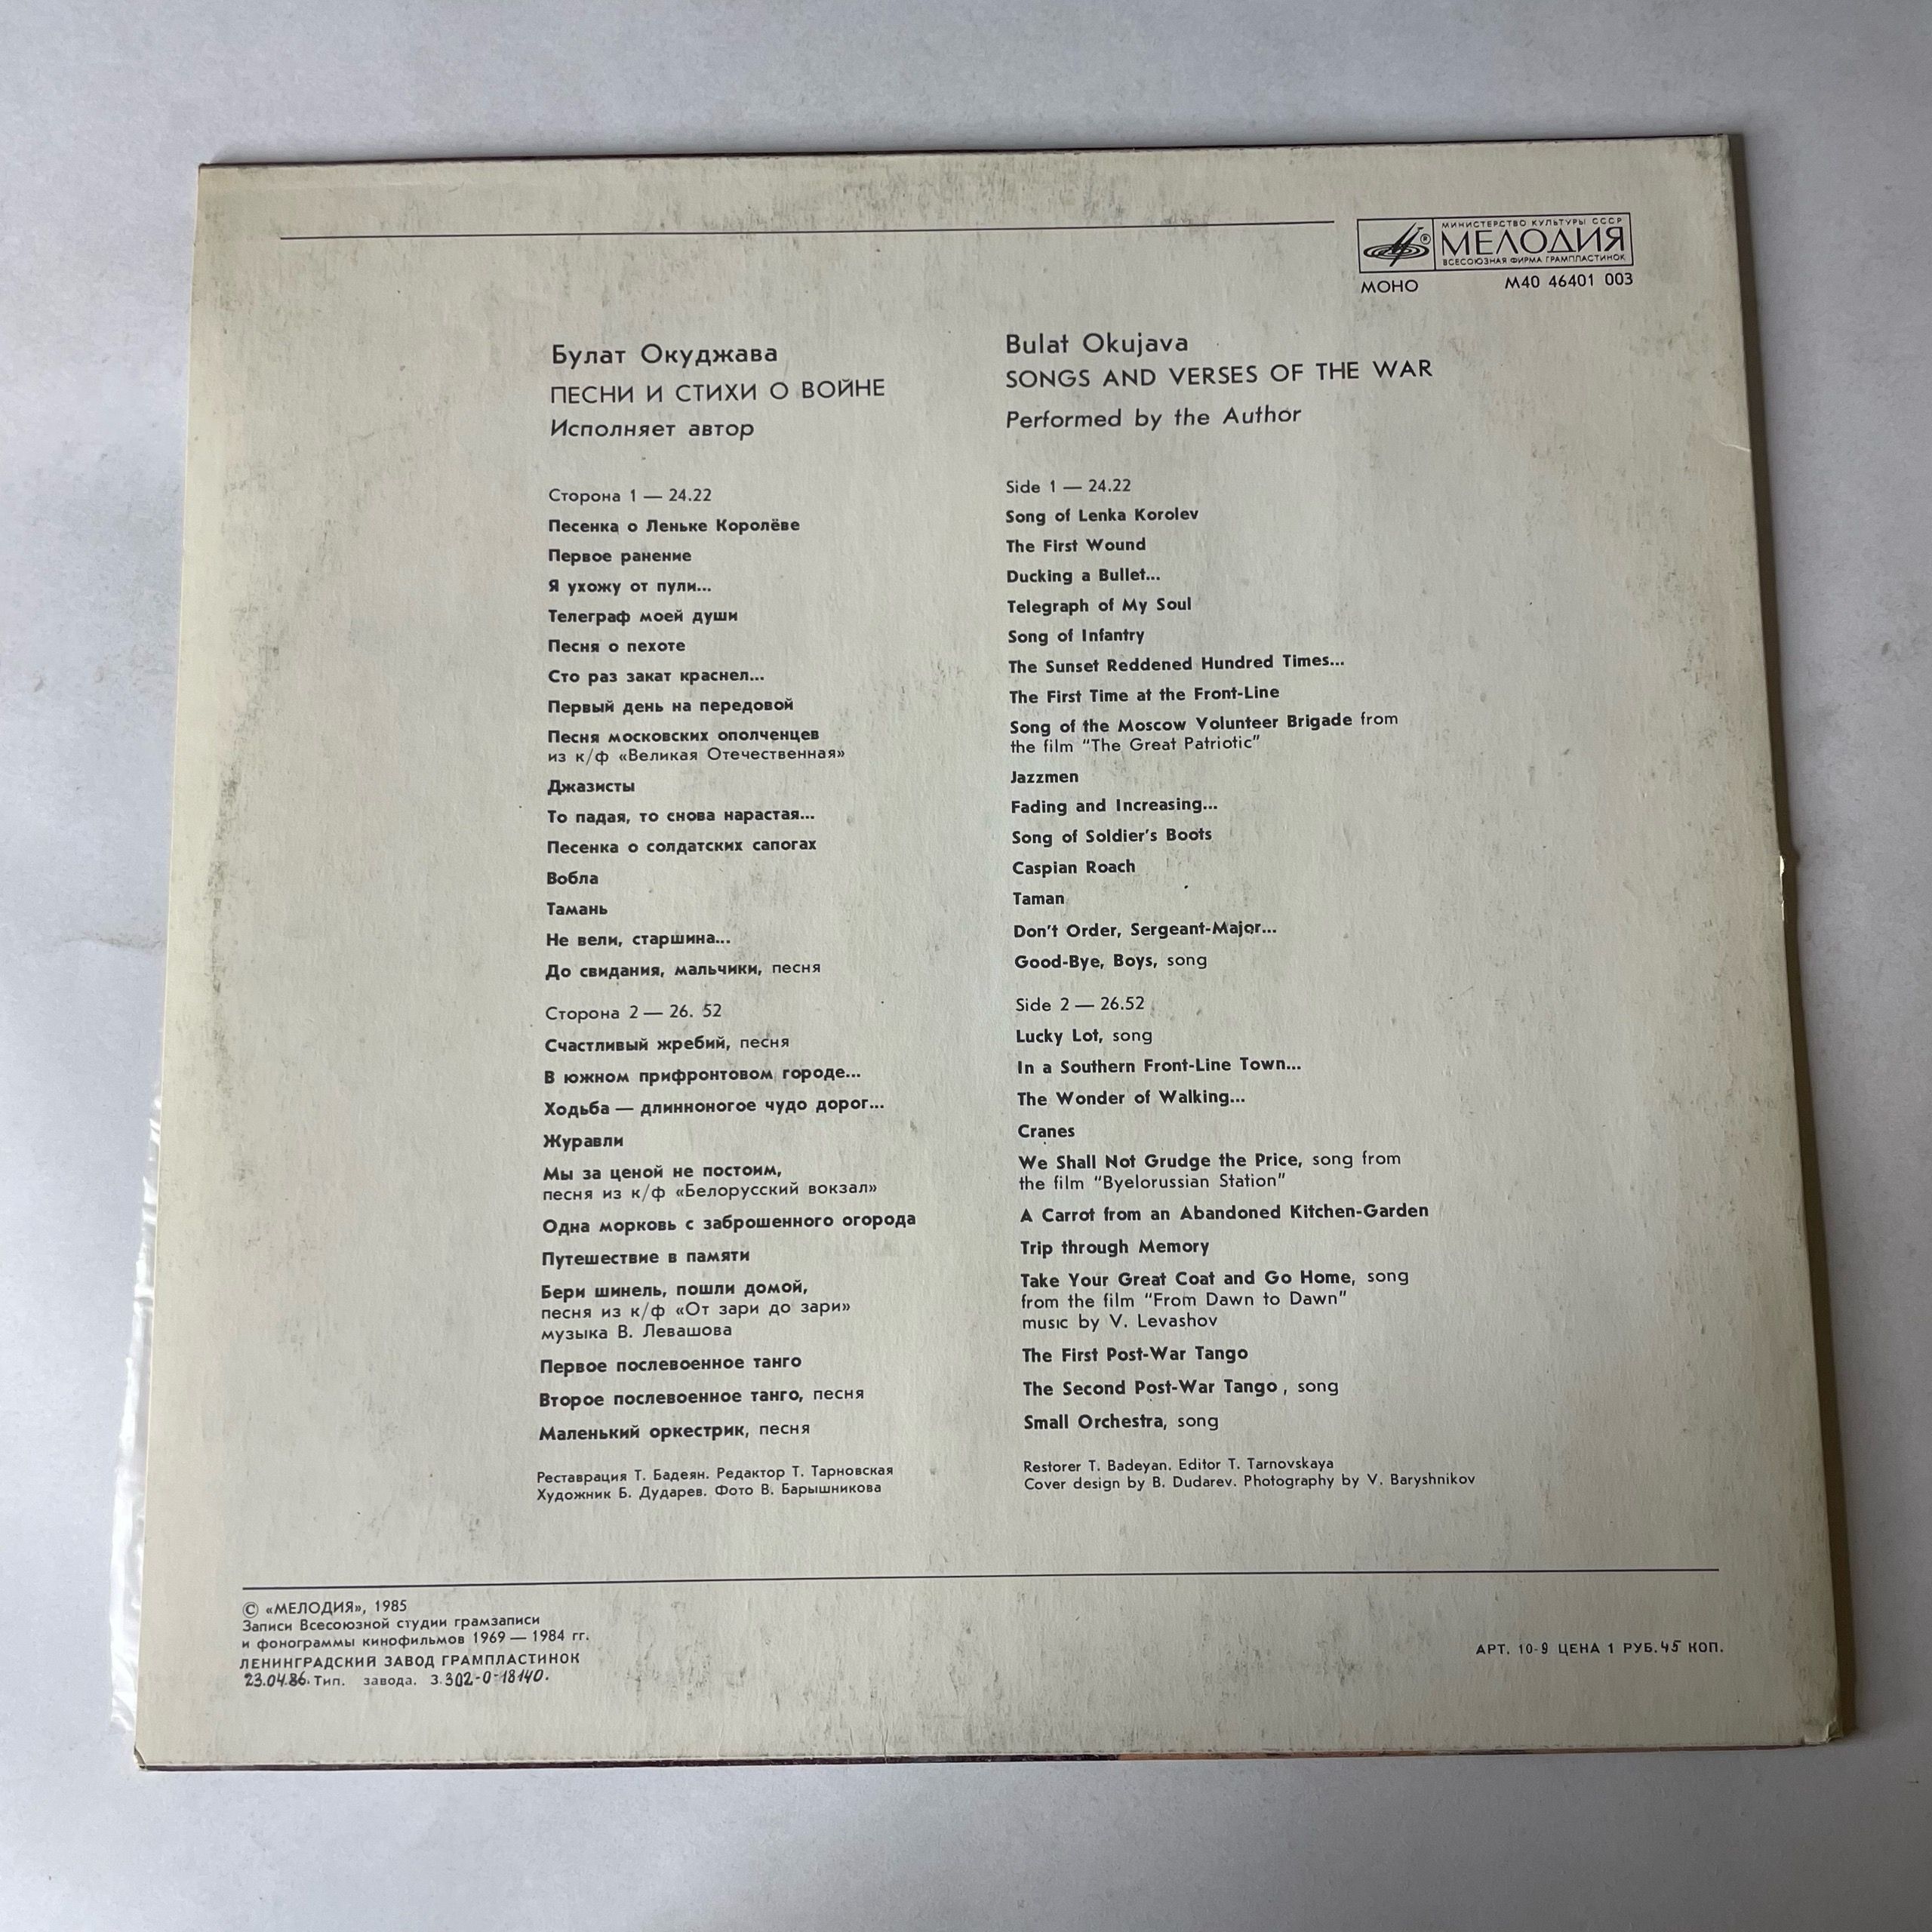 МИНИСТЕРСТВО КУЛЬТУРЫ СССР
МЕЛОДИЯ
ВСЕСОЮЗНАЯ ФИРМА ГРАМПЛАСТИНОК
МОНО M40 46401 003
Булат Окуджава
ПЕСНИ И СТИХИ О ВОЙНЕ
Исполняет автор
Сторона 1 — 24.22
Песенка о Леньке Королёве
Первое ранение
Я ухожу от пули...
Телеграф моей души
Песня о пехоте
Сто раз закат краснел...
Первый день на передовой
Песня московских ополченцев
из к/ф «Великая Отечественная»
Джазисты
То падая, то снова нарастая...
Песенка о солдатских сапогах
Вобла
Тамань
Не вели, старшина...
До свидания, мальчики, песня
Сторона 2 — 26. 52
Счастливый жребий, песня
В южном прифронтовом городе...
Ходьба — длинноногое чудо дорог...
Журавли
Мы за ценой не постоим,
песня из к/ф «Белорусский вокзал»
Одна морковь с заброшенного огорода
Путешествие в памяти
Бери шинель, пошли домой,
песня из к/ф «От зари до зари»
музыка В. Левашова
Первое послевоенное танго
Второе послевоенное танго, песня
Маленький оркестрик, песня
Реставрация Т. Бадеян. Редактор Т. Тарновская
Художник Б. Дударев. Фото В. Барышникова
Bulat Okujava
SONGS AND VERSES OF THE WAR
Performed by the Author
Side 1 — 24.22
Song of Lenka Korolev
The First Wound
Ducking a Bullet...
Telegraph of My Soul
Song of Infantry
The Sunset Reddened Hundred Times...
The First Time at the Front-Line
Song of the Moscow Volunteer Brigade from
the film “The Great Patriotic”
Jazzmen
Fading and Increasing...
Song of Soldier's Boots
Caspian Roach
Taman
Don't Order, Sergeant-Major...
Good-Bye, Boys, song
Side 2 — 26.52
Lucky Lot, song
In a Southern Front-Line Town...
The Wonder of Walking...
Cranes
We Shall Not Grudge the Price, song from
the film “Byelorussian Station”
A Carrot from an Abandoned Kitchen-Garden
Trip through Memory
Take Your Great Coat and Go Home, song
from the film “From Dawn to Dawn”
music by V. Levashov
The First Post-War Tango
The Second Post-War Tango , song
Small Orchestra, song
Restorer T. Badeyan. Editor T. Tarnovskaya
Cover design by B. Dudarev. Photography by V. Baryshnikov
© «МЕЛОДИЯ», 1985
Записи Всесоюзной студии грамзаписи
и фонограммы кинофильмов 1969 — 1984 гг.
ЛЕНИНГРАДСКИЙ ЗАВОД ГРАМПЛАСТИНОК
23.04.86. Тип. завода. З.302-0-18140.
АРТ. 10-9 ЦЕНА 1 РУБ. 45 КОП.